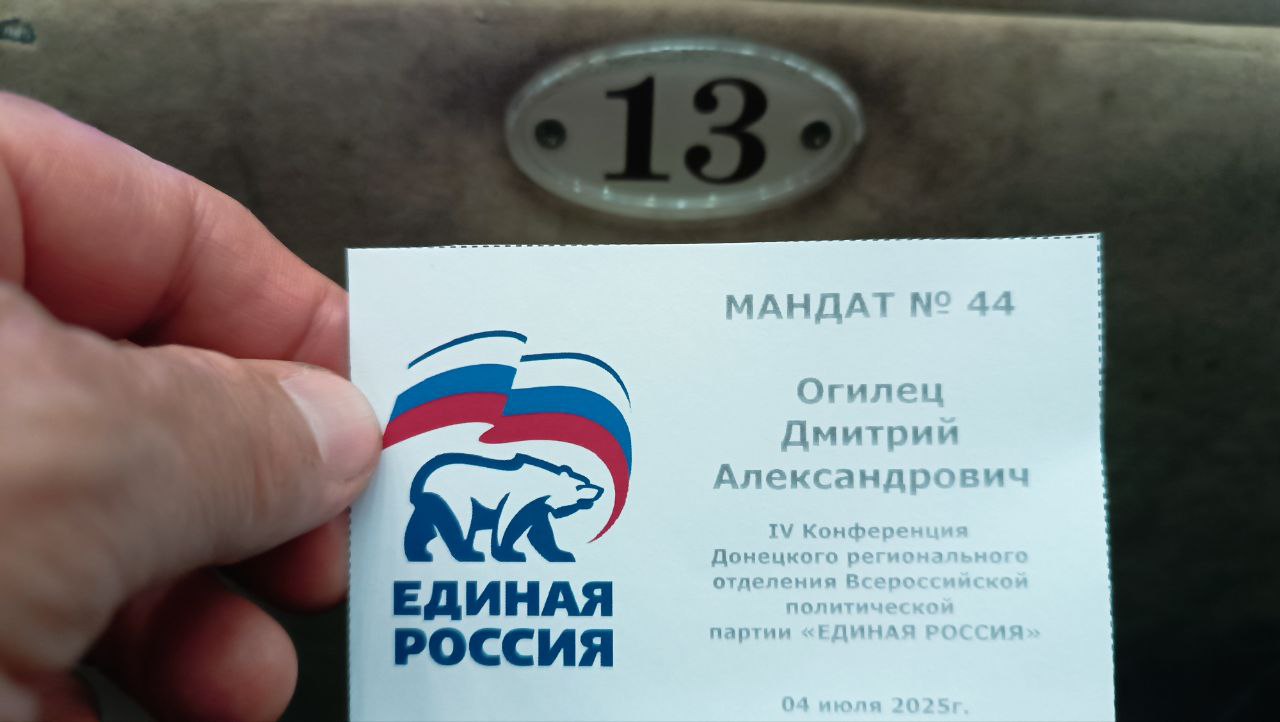 13
МАНДАТ № 44
Огилец
Дмитрий
Александрович
IV Конференция
Донецкого регионального
отделения Всероссийской
политической
партии «ЕДИНАЯ РОССИЯ»
04 июля 2025г.
ЕДИНАЯ
РОССИЯ